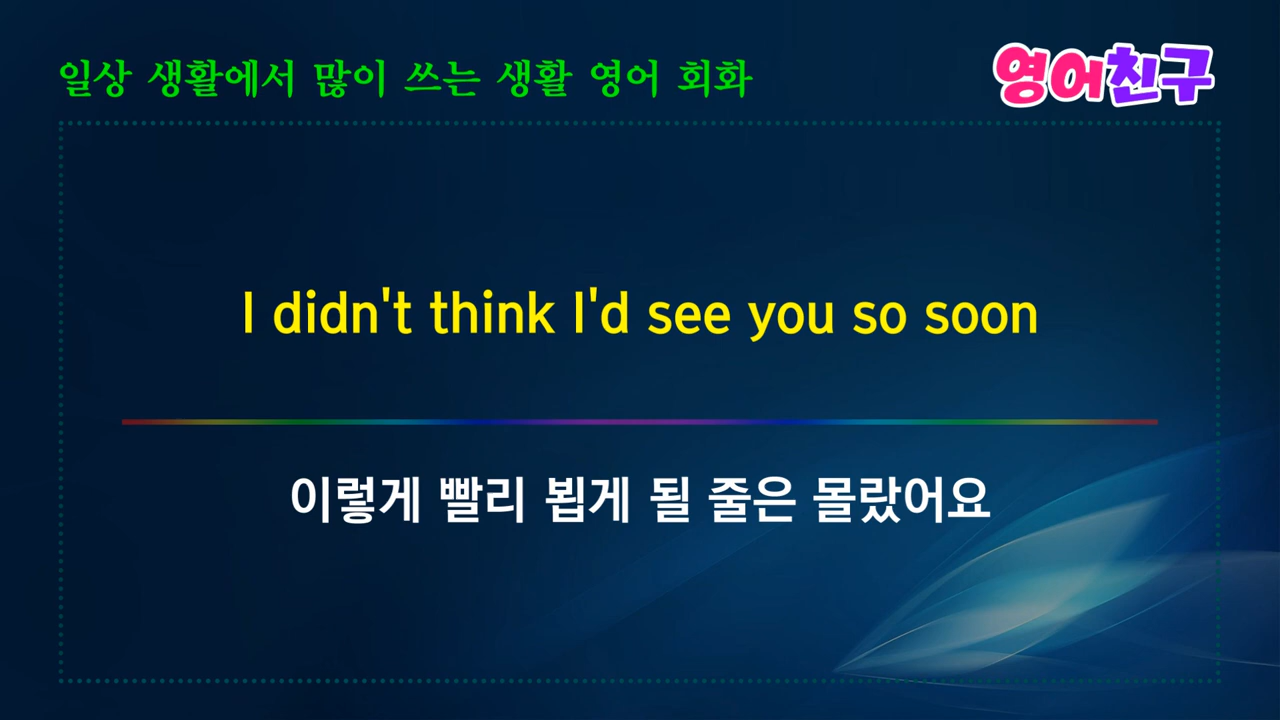 일상 생활에서 많이 쓰는 생활 영어 회화
영어친구
I didn't think I'd see you so soon
이렇게 빨리 뵙게 될 줄은 몰랐어요